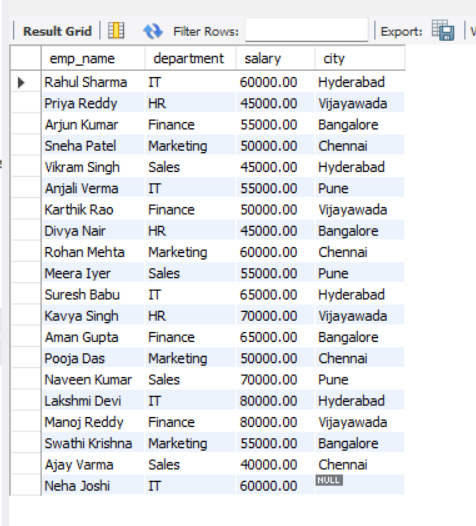 Result Grid Filter Rows: Export:
emp_name department salary city
Rahul Sharma IT 60000.00 Hyderabad
Priya Reddy HR 45000.00 Vijayawada
Arjun Kumar Finance 55000.00 Bangalore
Sneha Patel Marketing 50000.00 Chennai
Vikram Singh Sales 45000.00 Hyderabad
Anjali Verma IT 55000.00 Pune
Karthik Rao Finance 50000.00 Vijayawada
Divya Nair HR 45000.00 Bangalore
Rohan Mehta Marketing 60000.00 Chennai
Meera Iyer Sales 55000.00 Pune
Suresh Babu IT 65000.00 Hyderabad
Kavya Singh HR 70000.00 Vijayawada
Aman Gupta Finance 65000.00 Bangalore
Pooja Das Marketing 50000.00 Chennai
Naveen Kumar Sales 70000.00 Pune
Lakshmi Devi IT 80000.00 Hyderabad
Manoj Reddy Finance 80000.00 Vijayawada
Swathi Krishna Marketing 55000.00 Bangalore
Ajay Varma Sales 40000.00 Chennai
Neha Joshi IT 60000.00 NULL